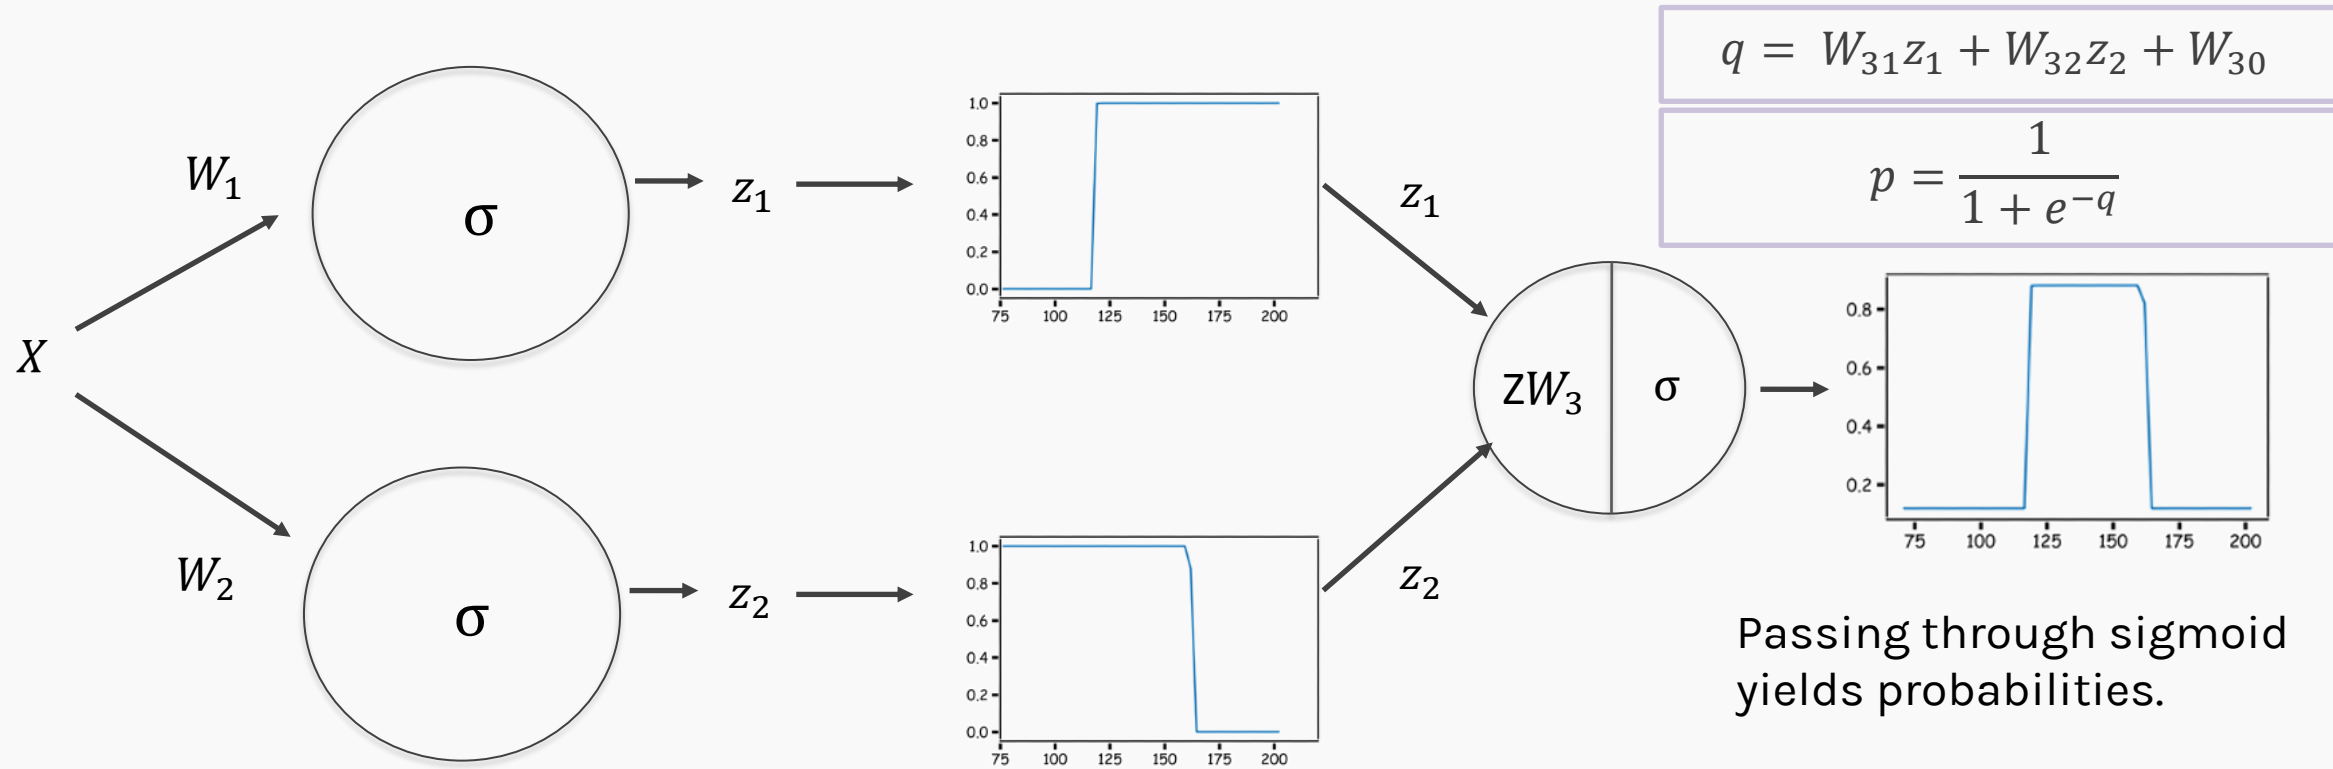 q = W₃₁z₁ + W₃₂z₂ + W₃₀
p = 1 / (1 + e⁻q)
W₁
σ
z₁
1.0
0.8
0.6
0.4
0.2
0.0
75 100 125 150 175 200
z₁
X
ZW₃ σ
0.8
0.6
0.4
0.2
75 100 125 150 175 200
W₂
σ
z₂
1.0
0.8
0.6
0.4
0.2
0.0
75 100 125 150 175 200
z₂
Passing through sigmoid
yields probabilities.